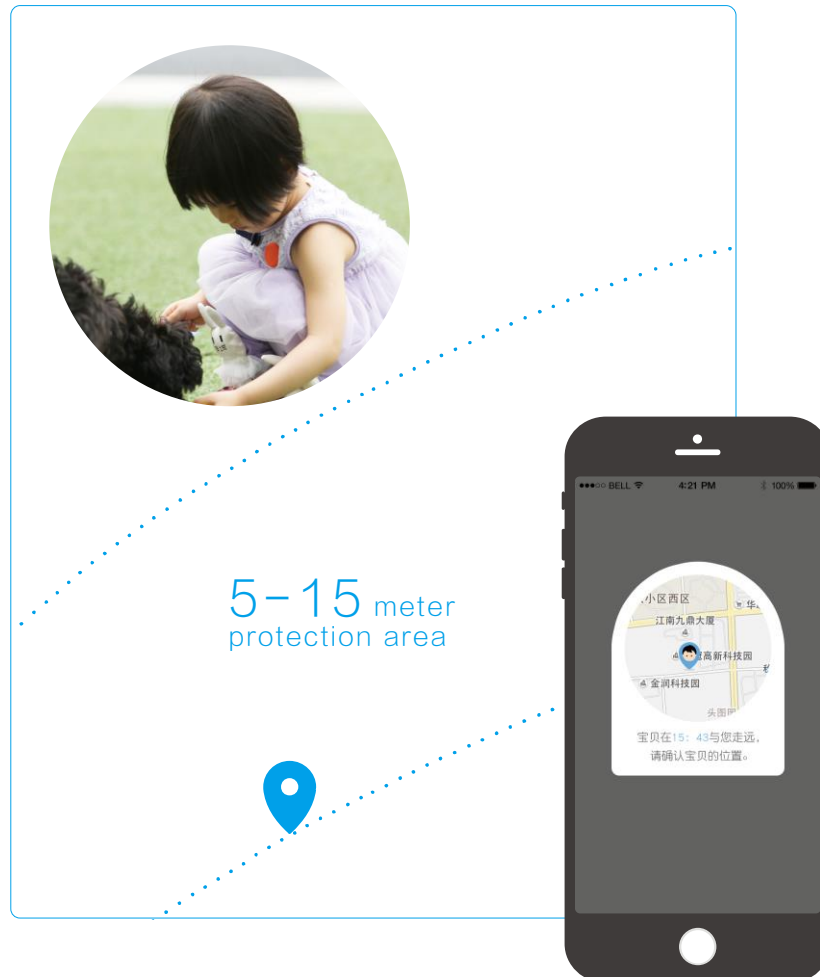 5-15 meter
protection area
●●●○○ BELL 4:21 PM 100%
小区西区
江南九鼎大厦
高新科技园
金润科技园
宝贝在15：43与您走远，
请确认宝贝的位置。